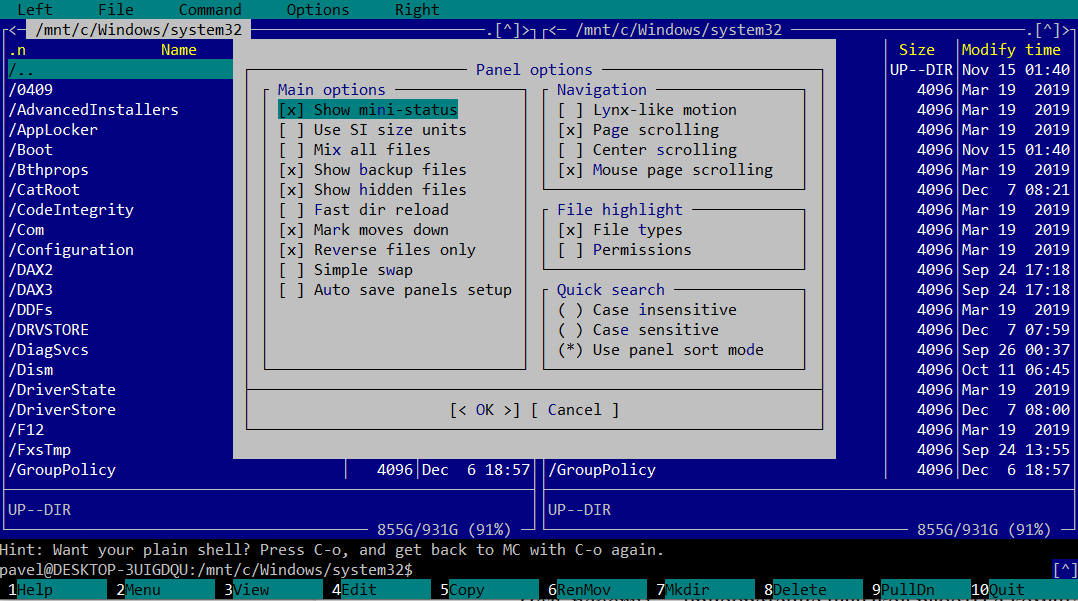 Left File Command Options Right
<─ /mnt/c/Windows/system32 .[^]> <─ /mnt/c/Windows/system32 .[^]>
.n Name Size Modify time
/.. Panel options UP--DIR Nov 15 01:40
/0409 Main options Navigation 4096 Mar 19 2019
/AdvancedInstallers [x] Show mini-status [ ] Lynx-like motion 4096 Mar 19 2019
/AppLocker [ ] Use SI size units [x] Page scrolling 4096 Mar 19 2019
/Boot [ ] Mix all files [ ] Center scrolling 4096 Nov 15 01:40
/Bthprops [x] Show backup files [x] Mouse page scrolling 4096 Mar 19 2019
/CatRoot [x] Show hidden files 4096 Dec 7 08:21
/CodeIntegrity [ ] Fast dir reload File highlight 4096 Mar 19 2019
/Com [x] Mark moves down [x] File types 4096 Mar 19 2019
/Configuration [x] Reverse files only [ ] Permissions 4096 Mar 19 2019
/DAX2 [ ] Simple swap 4096 Sep 24 17:18
/DAX3 [ ] Auto save panels setup Quick search 4096 Sep 24 17:18
/DDFs ( ) Case insensitive 4096 Mar 19 2019
/DRVSTORE ( ) Case sensitive 4096 Dec 7 07:59
/DiagSvcs (*) Use panel sort mode 4096 Sep 26 00:37
/Dism 4096 Oct 11 06:45
/DriverState 4096 Mar 19 2019
/DriverStore [< OK >] [ Cancel ] 4096 Dec 7 08:00
/F12 4096 Mar 19 2019
/FxsTmp 4096 Sep 24 13:55
/GroupPolicy 4096 Dec 6 18:57 /GroupPolicy 4096 Dec 6 18:57
UP--DIR UP--DIR
855G/931G (91%) 855G/931G (91%)
Hint: Want your plain shell? Press C-o, and get back to MC with C-o again.
pavel@DESKTOP-3UIGDQU:/mnt/c/Windows/system32$ [^]
1Help 2Menu 3View 4Edit 5Copy 6RenMov 7Mkdir 8Delete 9PullDn 10Quit